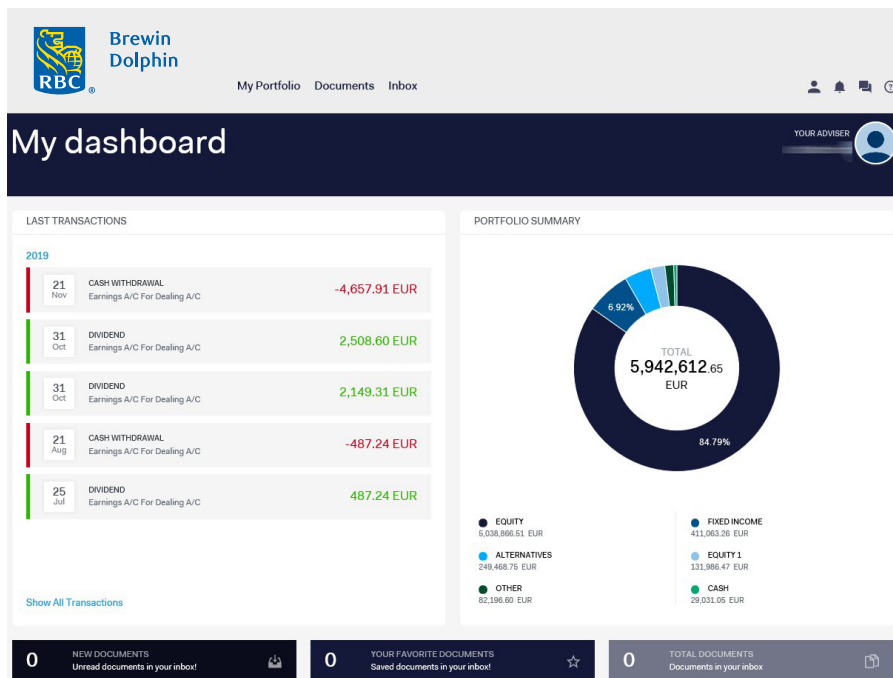 Brewin
Dolphin
RBC ®
My Portfolio Documents Inbox
My dashboard
YOUR ADVISER
LAST TRANSACTIONS
2019
21 Nov
CASH WITHDRAWAL
Earnings A/C For Dealing A/C
-4,657.91 EUR
31 Oct
DIVIDEND
Earnings A/C For Dealing A/C
2,508.60 EUR
31 Oct
DIVIDEND
Earnings A/C For Dealing A/C
2,149.31 EUR
21 Aug
CASH WITHDRAWAL
Earnings A/C For Dealing A/C
-487.24 EUR
25 Jul
DIVIDEND
Earnings A/C For Dealing A/C
487.24 EUR
Show All Transactions
PORTFOLIO SUMMARY
6.92%
TOTAL
5,942,612.65
EUR
84.79%
EQUITY
5,038,866.51 EUR
FIXED INCOME
411,063.26 EUR
ALTERNATIVES
249,468.75 EUR
EQUITY 1
131,986.47 EUR
OTHER
82,196.60 EUR
CASH
29,031.05 EUR
0
NEW DOCUMENTS
Unread documents in your inbox!
0
YOUR FAVORITE DOCUMENTS
Saved documents in your inbox!
0
TOTAL DOCUMENTS
Documents in your inbox